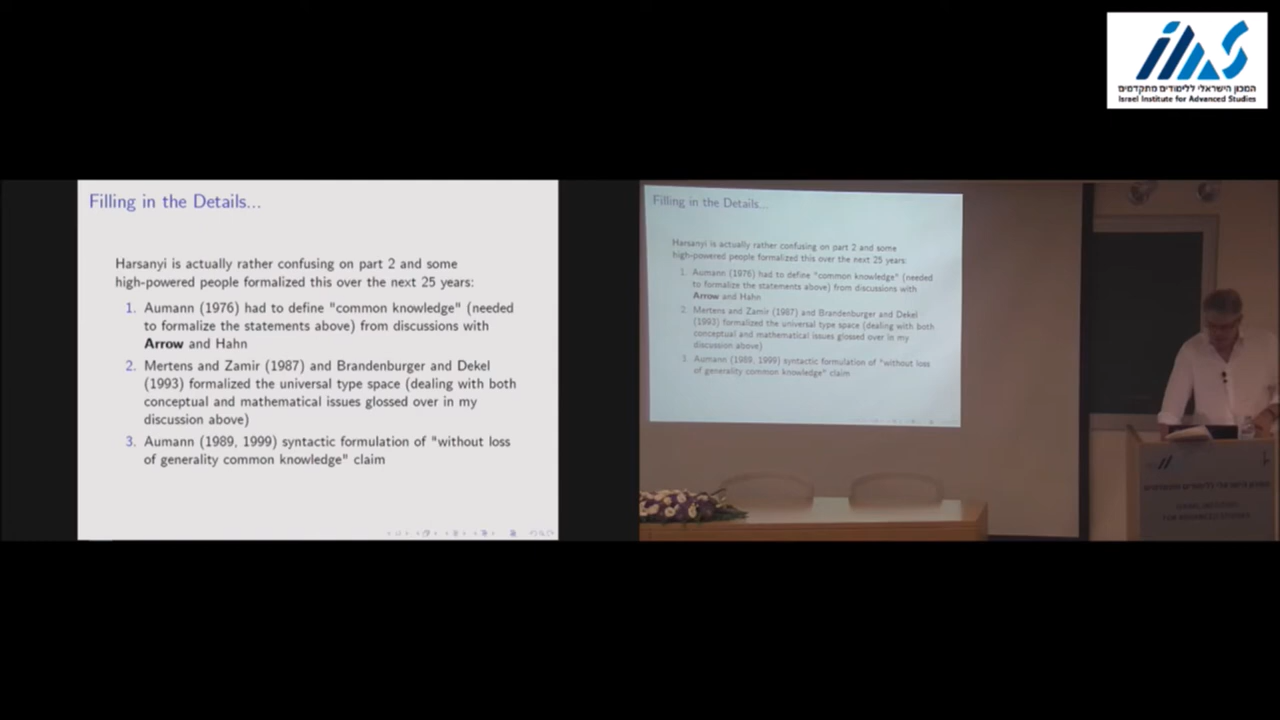 המכון הישראלי ללימודים מתקדמים
Israel Institute for Advanced Studies
Filling in the Details...
Harsanyi is actually rather confusing on part 2 and some
high-powered people formalized this over the next 25 years:
1. Aumann (1976) had to define "common knowledge" (needed
to formalize the statements above) from discussions with
Arrow and Hahn
2. Mertens and Zamir (1987) and Brandenburger and Dekel
(1993) formalized the universal type space (dealing with both
conceptual and mathematical issues glossed over in my
discussion above)
3. Aumann (1989, 1999) syntactic formulation of "without loss
of generality common knowledge" claim
Filling in the Details...
Harsanyi is actually rather confusing on part 2 and some
high-powered people formalized this over the next 25 years:
1. Aumann (1976) had to define "common knowledge" (needed
to formalize the statements above) from discussions with
Arrow and Hahn
2. Mertens and Zamir (1987) and Brandenburger and Dekel
(1993) formalized the universal type space (dealing with both
conceptual and mathematical issues glossed over in my
discussion above)
3. Aumann (1989, 1999) syntactic formulation of "without loss
of generality common knowledge" claim
המכון הישראלי ללימודים מתקדמים
ISRAEL INSTITUTE
FOR ADVANCED STUDIES